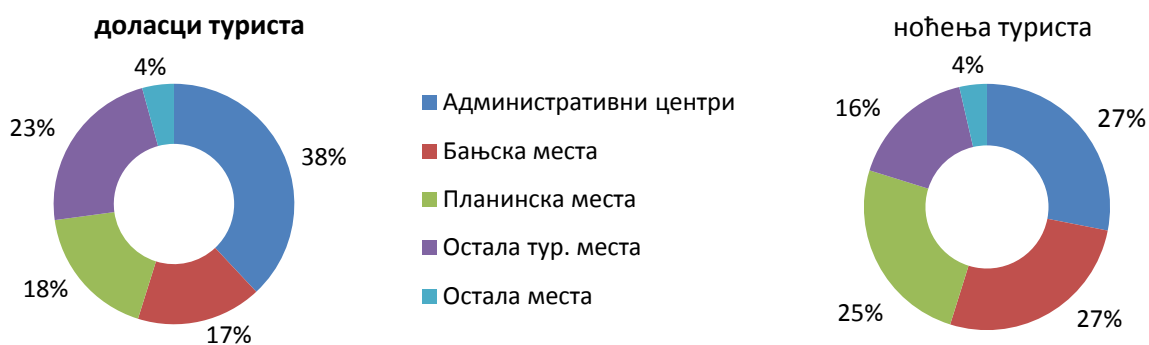 доласци туриста
4%
23%
38%
18%
17%
Административни центри
Бањска места
Планинска места
Остала тур. места
Остала места
ноћења туриста
4%
16%
27%
25%
27%